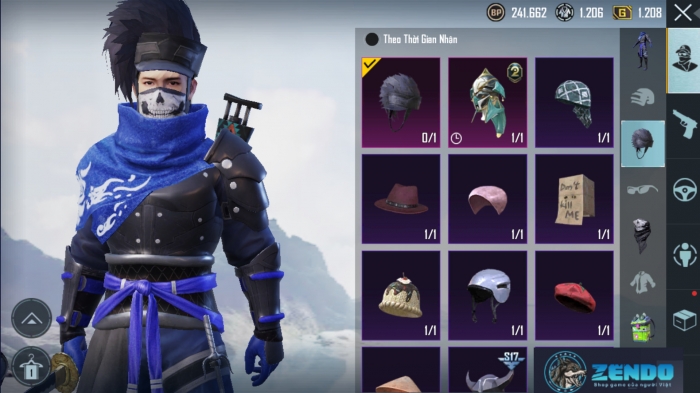 BP 241.662 AG 1.206 G 1.208
Theo Thời Gian Nhận
2
0/1 1/1 1/1
Don't
kill
ME
1/1 1/1 1/1
1/1 1/1 1/1
S17
ZENDO
Shop game của người Việt